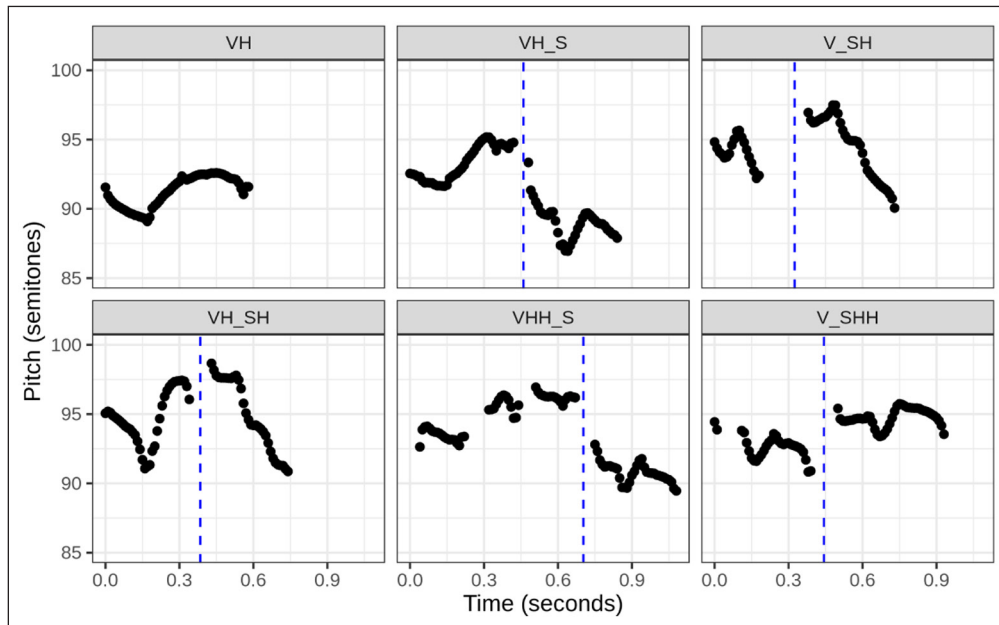 VH VH_S V_SH
100
95
90
85
VH_SH VHH_S V_SHH
100
95
90
85
0.0 0.3 0.6 0.9 0.0 0.3 0.6 0.9 0.0 0.3 0.6 0.9
Time (seconds)
Pitch (semitones)